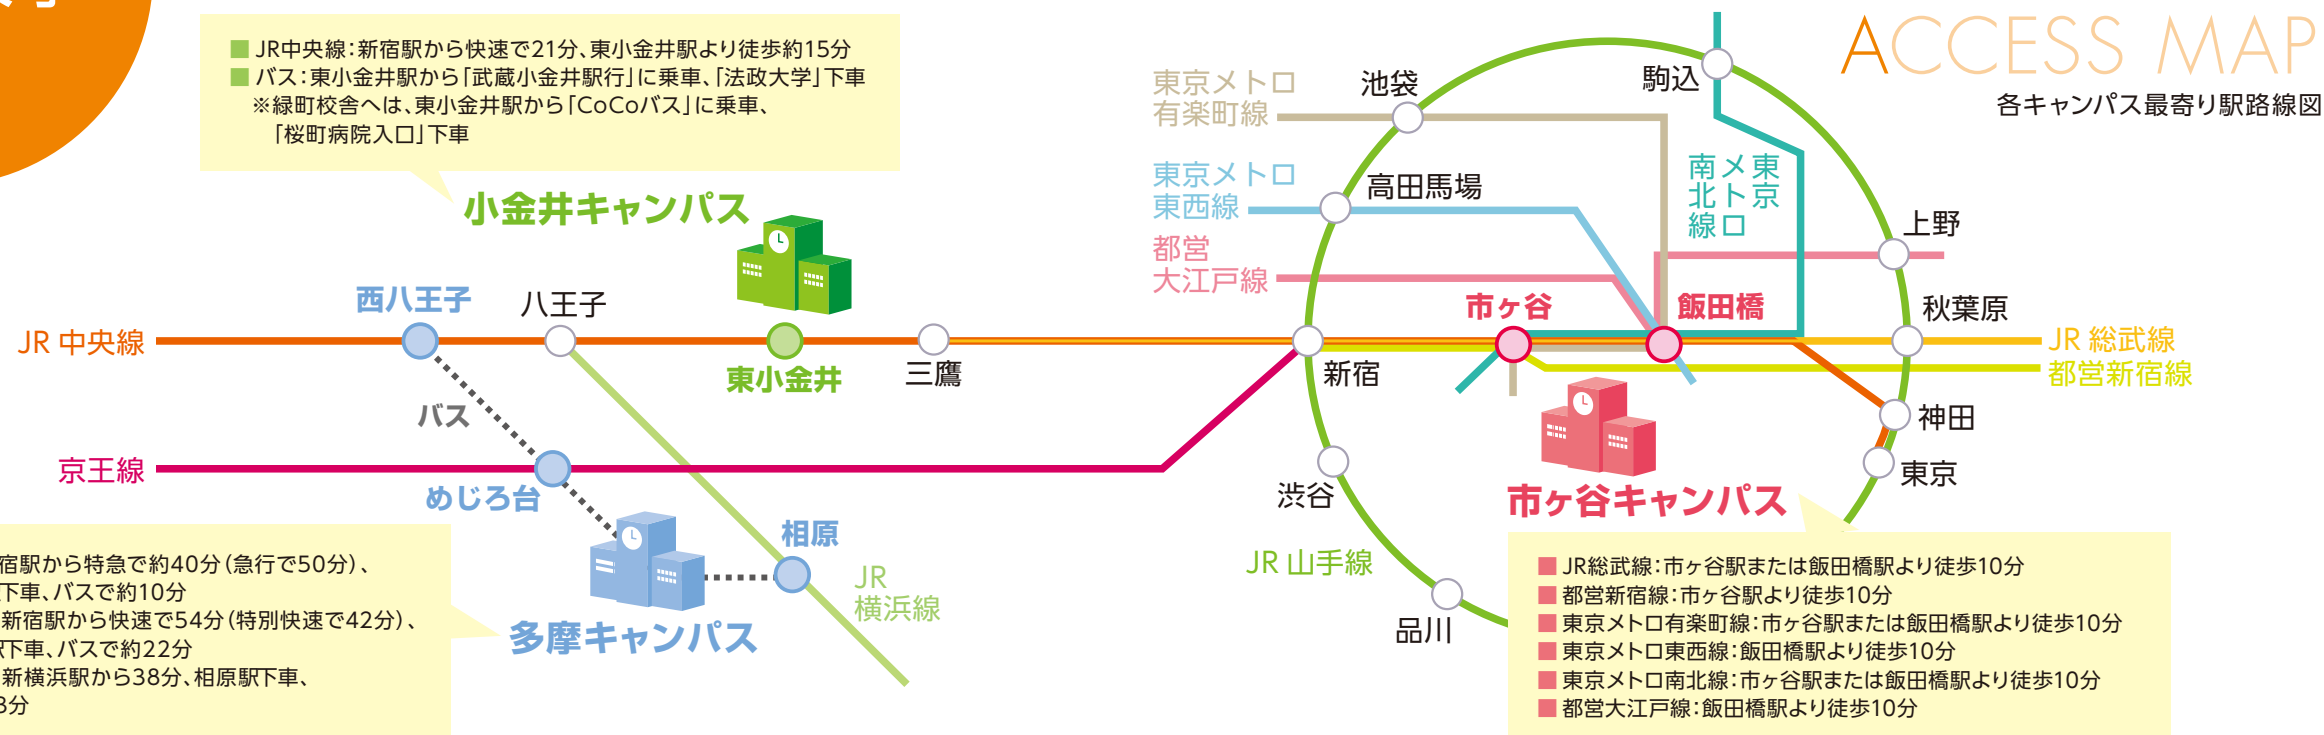 ACCESS MAP
各キャンパス最寄り駅路線図
■ JR中央線：新宿駅から快速で21分、東小金井駅より徒歩約15分
■ バス：東小金井駅から「武蔵小金井駅行」に乗車、「法政大学」下車
※緑町校舎へは、東小金井駅から「CoCoバス」に乗車、
「桜町病院入口」下車
小金井キャンパス
東京メトロ
有楽町線
東京メトロ
東西線
都営
大江戸線
池袋
駒込
高田馬場
東京
メトロ
南北線
上野
市ヶ谷
飯田橋
秋葉原
西八王子
八王子
JR 中央線
東小金井
三鷹
新宿
JR 総武線
都営新宿線
神田
東京
バス
京王線
めじろ台
渋谷
市ヶ谷キャンパス
相原
JR
横浜線
JR 山手線
品川
多摩キャンパス
宿駅から特急で約40分（急行で50分）、
下車、バスで約10分
新宿駅から快速で54分（特別快速で42分）、
駅下車、バスで約22分
新横浜駅から38分、相原駅下車、
3分
■ JR総武線：市ヶ谷駅または飯田橋駅より徒歩10分
■ 都営新宿線：市ヶ谷駅より徒歩10分
■ 東京メトロ有楽町線：市ヶ谷駅または飯田橋駅より徒歩10分
■ 東京メトロ東西線：飯田橋駅より徒歩10分
■ 東京メトロ南北線：市ヶ谷駅または飯田橋駅より徒歩10分
■ 都営大江戸線：飯田橋駅より徒歩10分